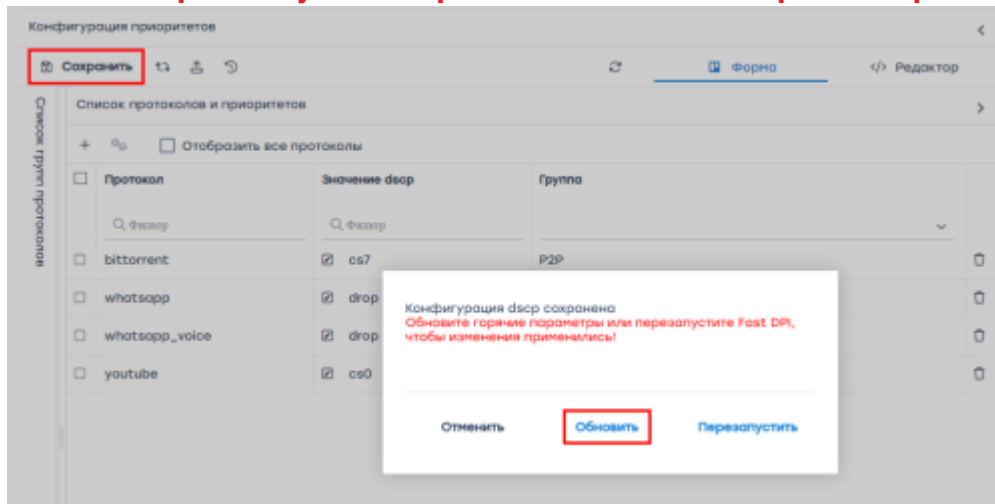 Конфигурация приоритетов
Сохранить
Форма
</> Редактор
Список групп протоколов
Список протоколов и приоритетов
Отобразить все протоколы
Протокол Значение dscp Группа
Фильтр Фильтр
bittorrent cs7 P2P
whatsapp drop
whatsapp_voice drop
youtube cs0
Конфигурация dscp сохранена
Обновите горячие параметры или перезапустите Fast DPI,
чтобы изменения применились!
Отменить Обновить Перезапустить